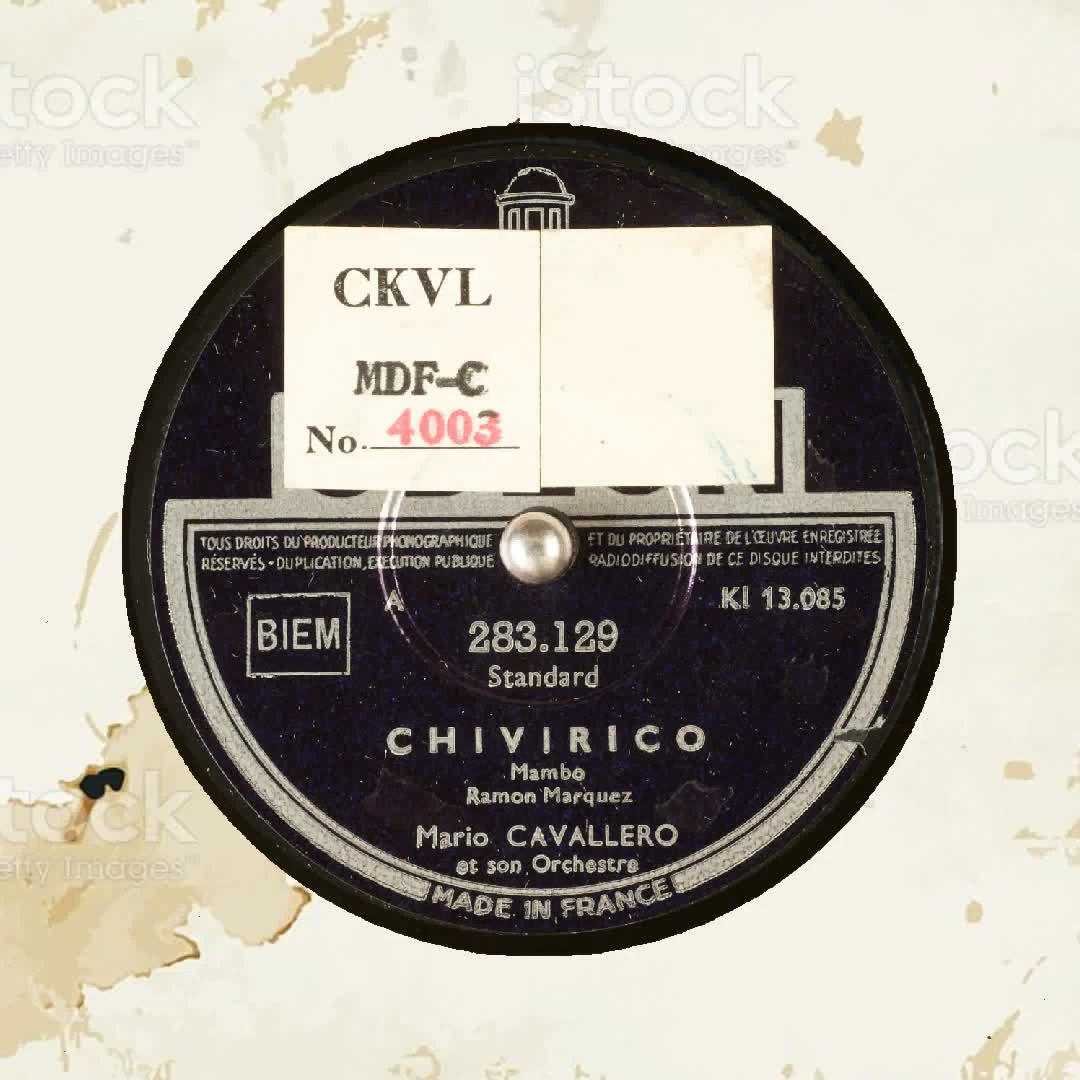 iStock
Getty Images™
CKVL
MDF-C
No. 4003
TOUS DROITS DU PRODUCTEUR PHONOGRAPHIQUE ET DU PROPRIÉTAIRE DE L'ŒUVRE ENREGISTRÉE
RÉSERVÉS - DUPLICATION, EXÉCUTION PUBLIQUE RADIODIFFUSION DE CE DISQUE INTERDITES
BIEM
A
KI 13.085
283.129
Standard
CHIVIRICO
Mambo
Ramon Marquez
Mario CAVALLERO
et son Orchestre
MADE IN FRANCE